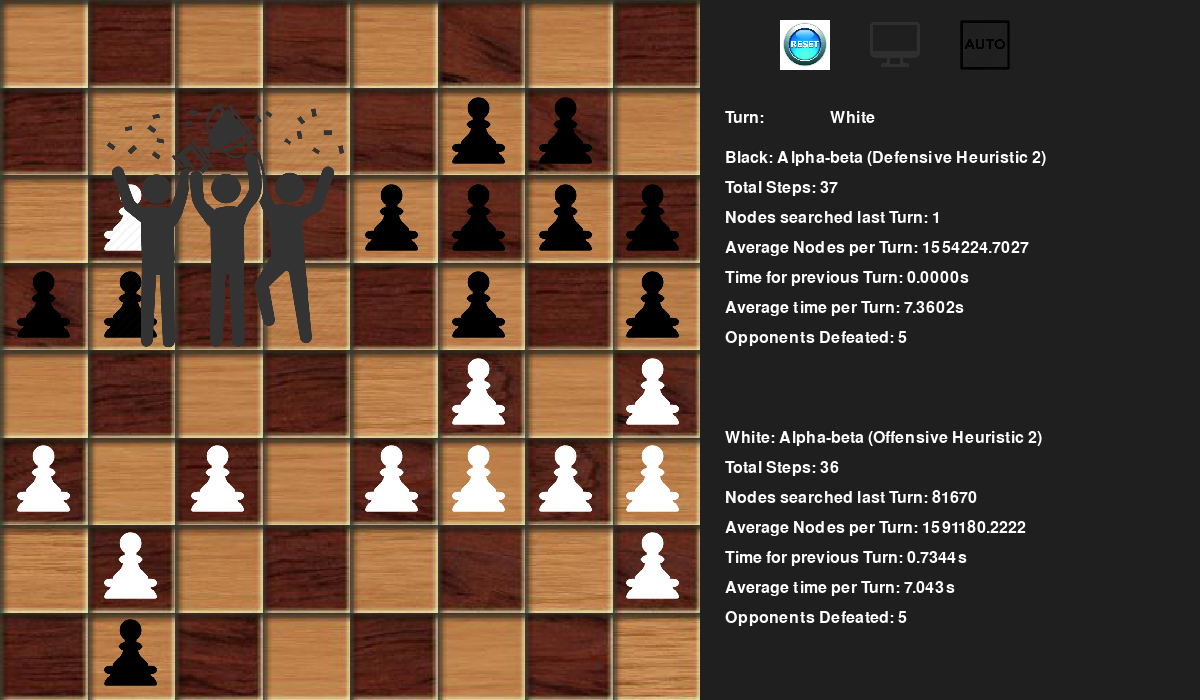 RESET
AUTO
Turn: White
Black: Alpha-beta (Defensive Heuristic 2)
Total Steps: 37
Nodes searched last Turn: 1
Average Nodes per Turn: 1554224.7027
Time for previous Turn: 0.0000s
Average time per Turn: 7.3602s
Opponents Defeated: 5
White: Alpha-beta (Offensive Heuristic 2)
Total Steps: 36
Nodes searched last Turn: 81670
Average Nodes per Turn: 1591180.2222
Time for previous Turn: 0.7344s
Average time per Turn: 7.043s
Opponents Defeated: 5